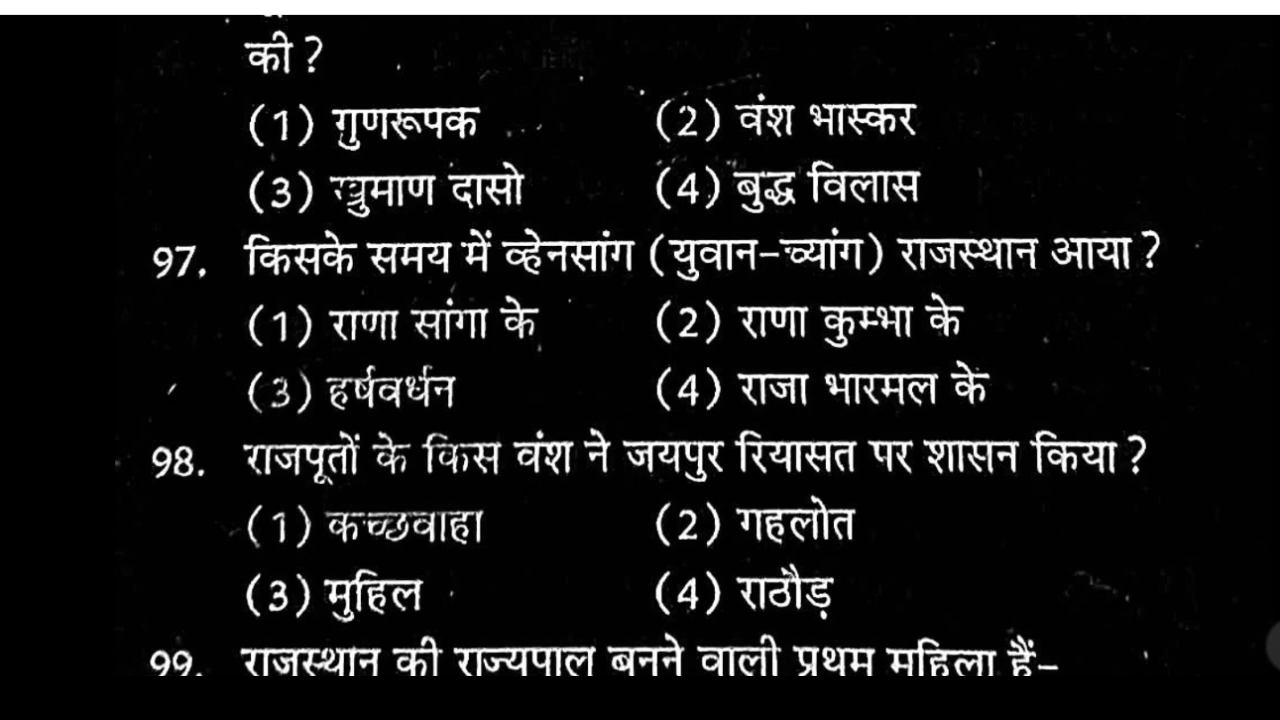 की ?
(1) गुणरूपक (2) वंश भास्कर
(3) खुमाण दासो (4) बुद्ध विलास
97. किसके समय में व्हेनसांग (युवान-च्यांग) राजस्थान आया ?
(1) राणा सांगा के (2) राणा कुम्भा के
(3) हर्षवर्धन (4) राजा भारमल के
98. राजपूतों के किस वंश ने जयपुर रियासत पर शासन किया ?
(1) कच्छवाहा (2) गहलोत
(3) मुहिल (4) राठौड़
99. राजस्थान की राज्यपाल बनने वाली प्रथम महिला हैं-